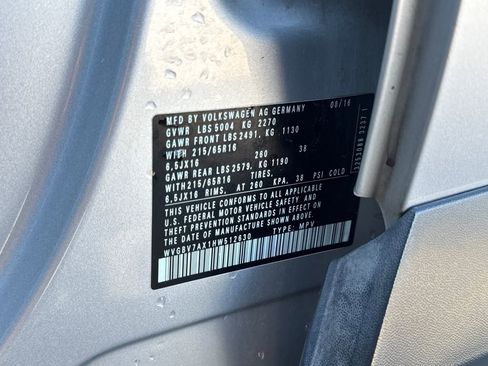 MFD BY VOLKSWAGEN AG GERMANY 08/16
GVWR LBS 5004 KG 2270
GAWR FRONT LBS 2491, KG 1130
WITH 215/65R16 260 38
6,5JX16
GAWR REAR LBS 2579, KG 1190
WITH 215/65R16 TIRES,
6,5JX16 RIMS, AT 260 KPA, 38 PSI COLD
THIS VEHICLE CONFORMS TO ALL APPLICABLE
U.S. FEDERAL MOTOR VEHICLE SAFETY, BUMPER, AND
THEFT PREVENTION STANDARDS IN EFFECT ON
THE DATE OF MANUFACTURE SHOWN ABOVE.
WVGBV7AX1HW512630 TYPE: MPV